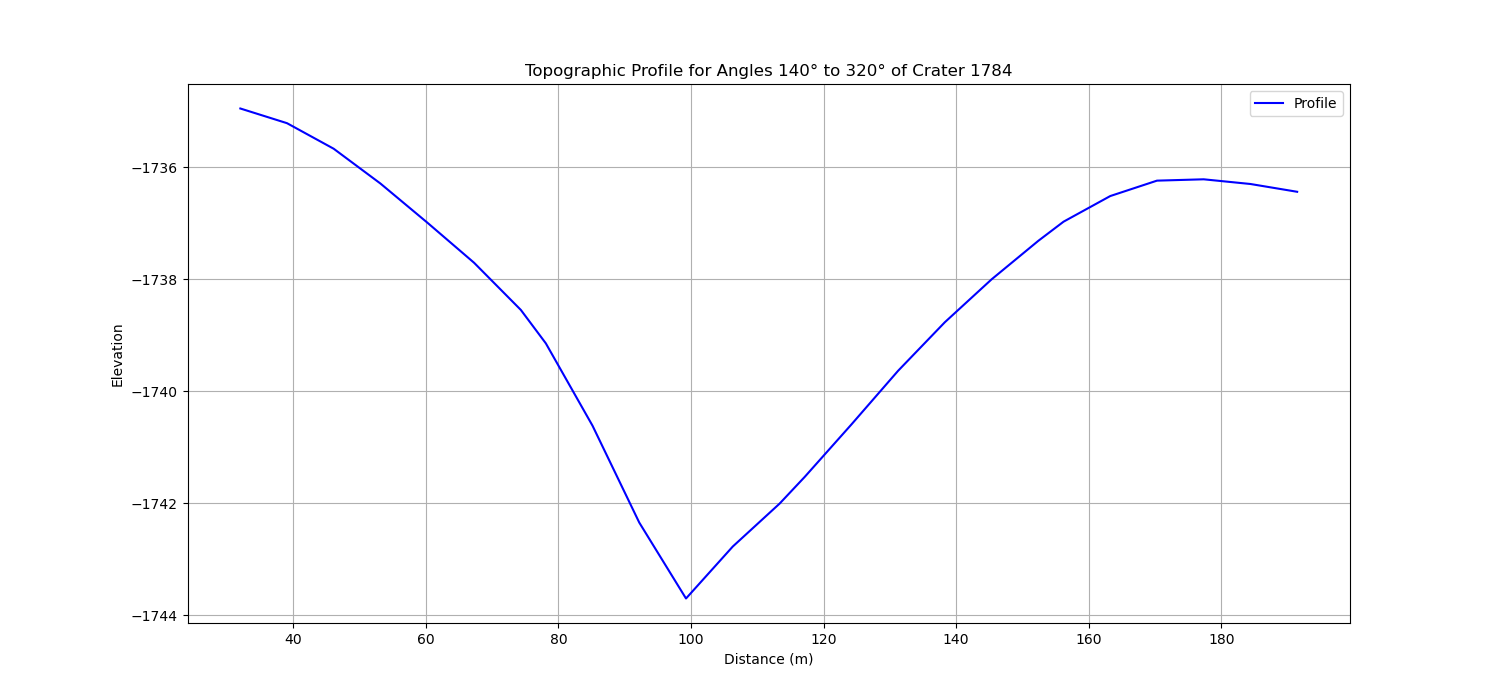 Topographic Profile for Angles 140° to 320° of Crater 1784
Profile
−1736
−1738
−1740
−1742
−1744
Elevation
40 60 80 100 120 140 160 180
Distance (m)